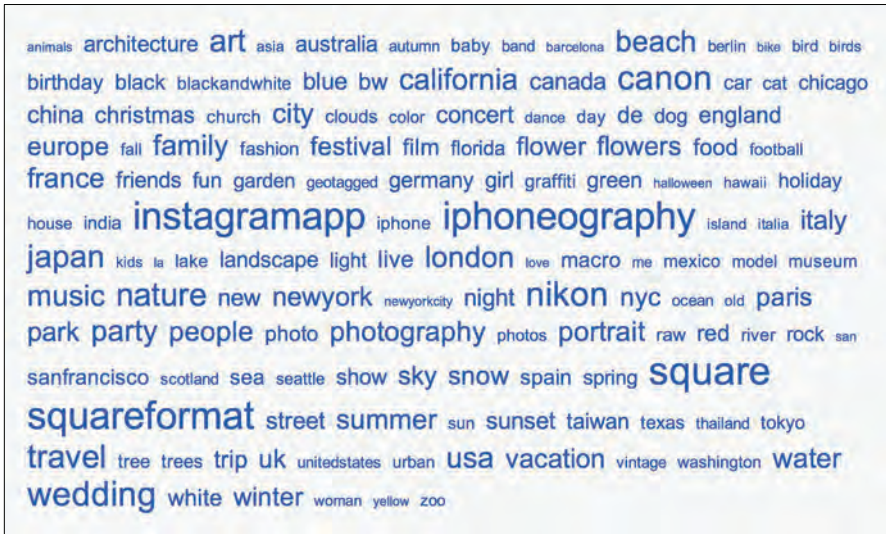 animals architecture art asia australia autumn baby band barcelona beach berlin bike bird birds
birthday black blackandwhite blue bw california canada canon car cat chicago
china christmas church city clouds color concert dance day de dog england
europe fall family fashion festival film florida flower flowers food football
france friends fun garden geotagged germany girl graffiti green halloween hawaii holiday
house india instagramapp iphone iphoneography island italia italy
japan kids la lake landscape light live london love macro me mexico model museum
music nature new newyork newyorkcity night nikon nyc ocean old paris
park party people photo photography photos portrait raw red river rock san
sanfrancisco scotland sea seattle show sky snow spain spring square
squareformat street summer sun sunset taiwan texas thailand tokyo
travel tree trees trip uk unitedstates urban usa vacation vintage washington water
wedding white winter woman yellow zoo